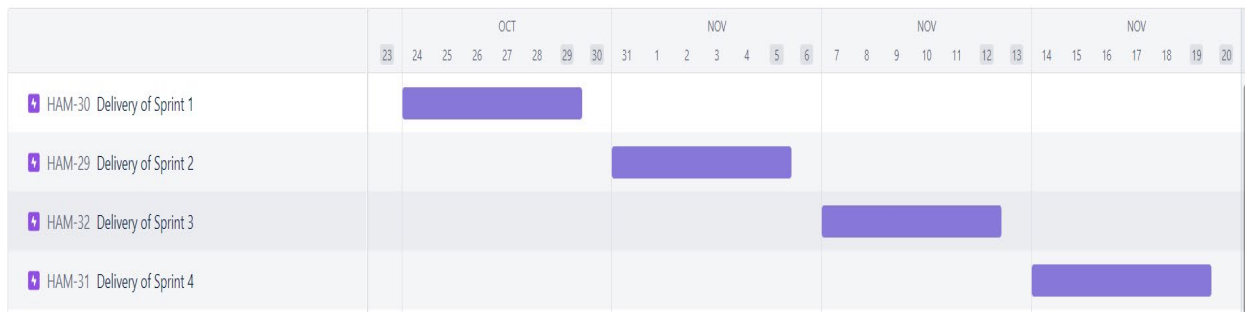 OCT NOV NOV NOV
23 24 25 26 27 28 29 30 31 1 2 3 4 5 6 7 8 9 10 11 12 13 14 15 16 17 18 19 20
HAM-30 Delivery of Sprint 1
HAM-29 Delivery of Sprint 2
HAM-32 Delivery of Sprint 3
HAM-31 Delivery of Sprint 4